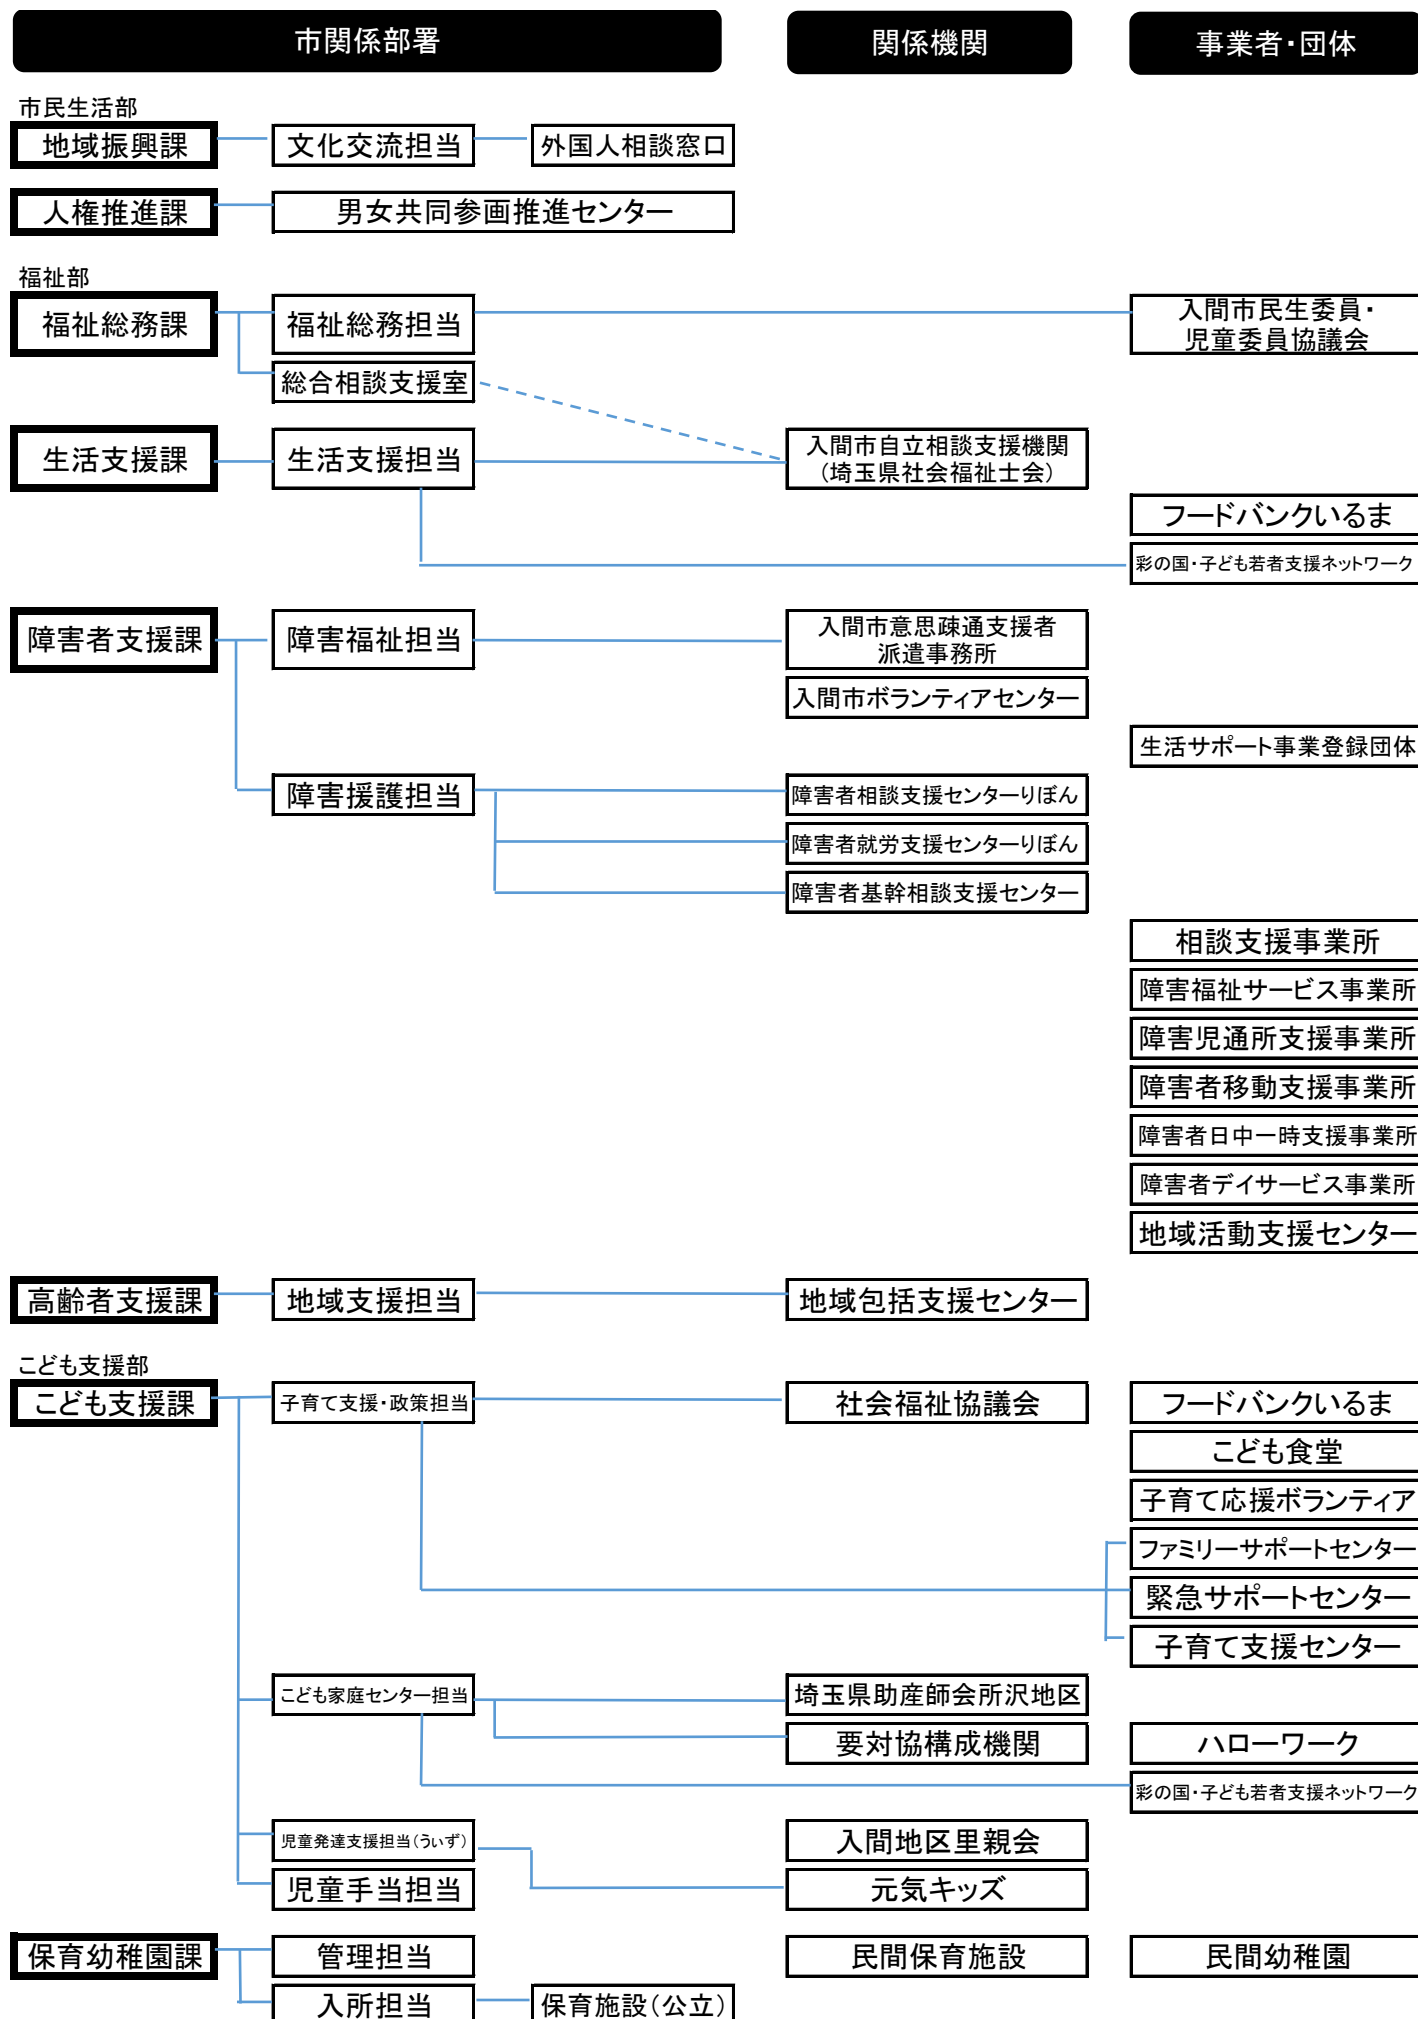 市関係部署
関係機関
事業者・団体
市民生活部
地域振興課
文化交流担当
外国人相談窓口
人権推進課
男女共同参画推進センター
福祉部
福祉総務課
福祉総務担当
入間市民生委員・
児童委員協議会
総合相談支援室
生活支援課
生活支援担当
入間市自立相談支援機関
（埼玉県社会福祉士会）
フードバンクいるま
彩の国・子ども若者支援ネットワーク
障害者支援課
障害福祉担当
入間市意思疎通支援者
派遣事務所
入間市ボランティアセンター
生活サポート事業登録団体
障害援護担当
障害者相談支援センターりぼん
障害者就労支援センターりぼん
障害者基幹相談支援センター
相談支援事業所
障害福祉サービス事業所
障害児通所支援事業所
障害者移動支援事業所
障害者日中一時支援事業所
障害者デイサービス事業所
地域活動支援センター
高齢者支援課
地域支援担当
地域包括支援センター
こども支援部
こども支援課
子育て支援・政策担当
社会福祉協議会
フードバンクいるま
こども食堂
子育て応援ボランティア
ファミリーサポートセンター
緊急サポートセンター
子育て支援センター
こども家庭センター担当
埼玉県助産師会所沢地区
要対協構成機関
ハローワーク
彩の国・子ども若者支援ネットワーク
児童発達支援担当（うぃず）
入間地区里親会
児童手当担当
元気キッズ
保育幼稚園課
管理担当
民間保育施設
民間幼稚園
入所担当
保育施設（公立）